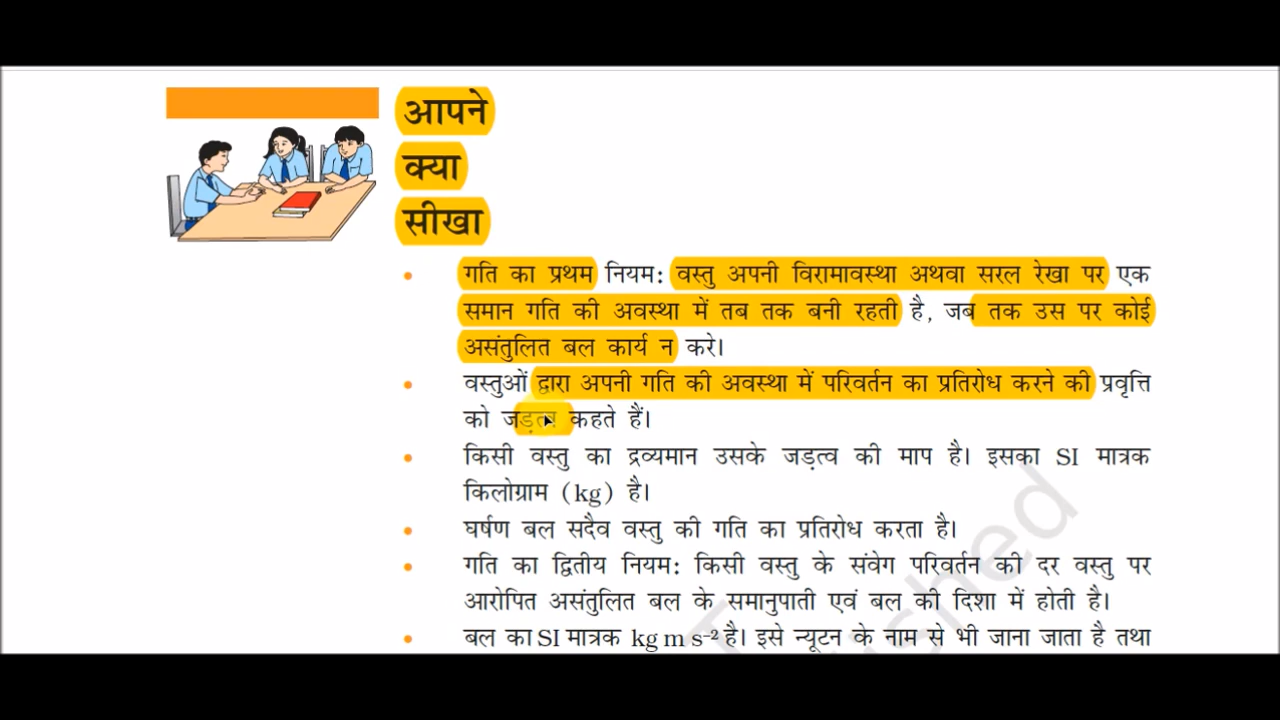 आपने
क्या
सीखा
• गति का प्रथम नियम: वस्तु अपनी विरामावस्था अथवा सरल रेखा पर एक
समान गति की अवस्था में तब तक बनी रहती है, जब तक उस पर कोई
असंतुलित बल कार्य न करे।
• वस्तुओं द्वारा अपनी गति की अवस्था में परिवर्तन का प्रतिरोध करने की प्रवृत्ति
को जड़त्व कहते हैं।
• किसी वस्तु का द्रव्यमान उसके जड़त्व की माप है। इसका SI मात्रक
किलोग्राम (kg) है।
• घर्षण बल सदैव वस्तु की गति का प्रतिरोध करता है।
• गति का द्वितीय नियम: किसी वस्तु के संवेग परिवर्तन की दर वस्तु पर
आरोपित असंतुलित बल के समानुपाती एवं बल की दिशा में होती है।
• बल का SI मात्रक kg m s⁻² है। इसे न्यूटन के नाम से भी जाना जाता है तथा